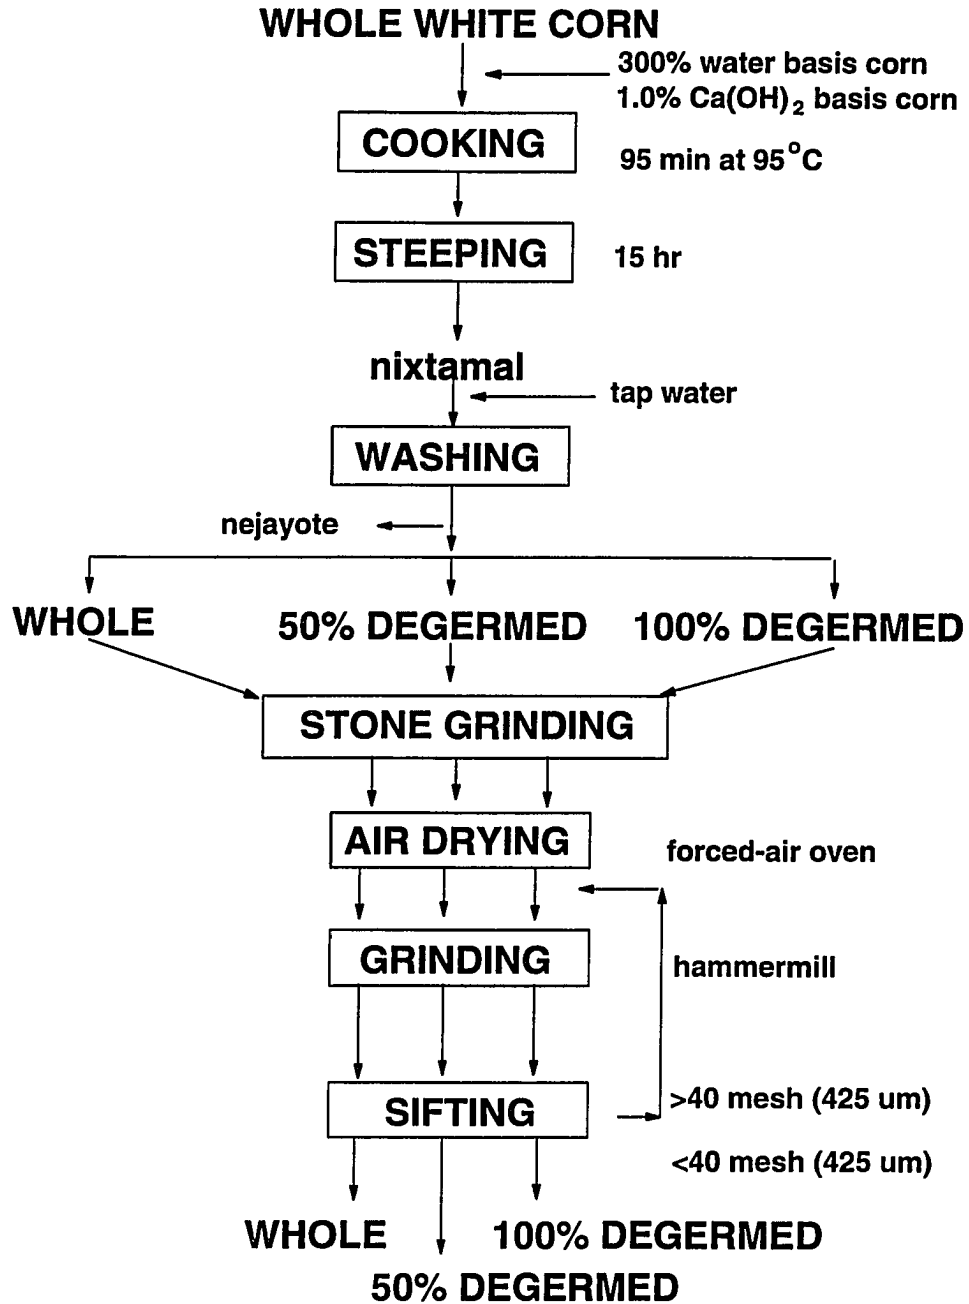 WHOLE WHITE CORN
300% water basis corn
1.0% Ca(OH)2 basis corn
COOKING
95 min at 95°C
STEEPING
15 hr
nixtamal
tap water
WASHING
nejayote
WHOLE
50% DEGERMED
100% DEGERMED
STONE GRINDING
AIR DRYING
forced-air oven
GRINDING
hammermill
SIFTING
>40 mesh (425 um)
<40 mesh (425 um)
WHOLE
100% DEGERMED
50% DEGERMED